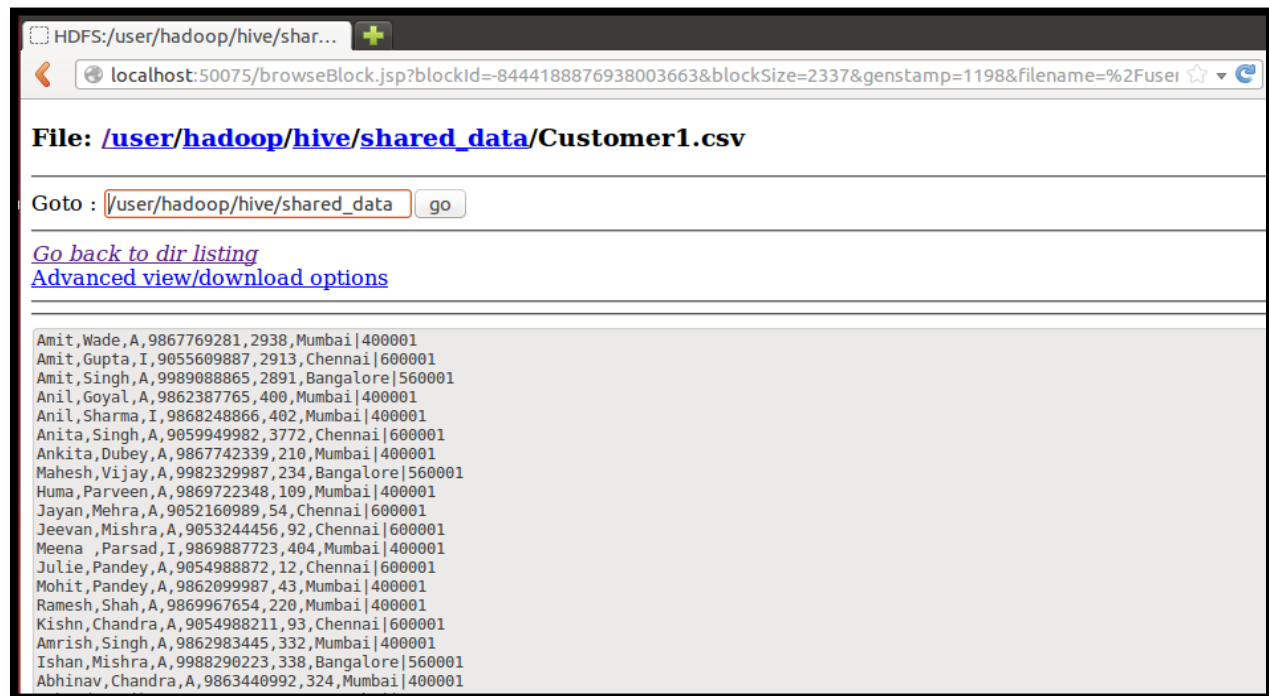 HDFS:/user/hadoop/hive/shar...
localhost:50075/browseBlock.jsp?blockId=-8444188876938003663&blockSize=2337&genstamp=1198&filename=%2Fuser
File: /user/hadoop/hive/shared_data/Customer1.csv
Goto : /user/hadoop/hive/shared_data go
Go back to dir listing
Advanced view/download options
Amit,Wade,A,9867769281,2938,Mumbai|400001
Amit,Gupta,I,9055609887,2913,Chennai|600001
Amit,Singh,A,9989088865,2891,Bangalore|560001
Anil,Goyal,A,9862387765,400,Mumbai|400001
Anil,Sharma,I,9868248866,402,Mumbai|400001
Anita,Singh,A,9059949982,3772,Chennai|600001
Ankita,Dubey,A,9867742339,210,Mumbai|400001
Mahesh,Vijay,A,9982329987,234,Bangalore|560001
Huma,Parveen,A,9869722348,109,Mumbai|400001
Jayan,Mehra,A,9052160989,54,Chennai|600001
Jeevan,Mishra,A,9053244456,92,Chennai|600001
Meena ,Parsad,I,9869887723,404,Mumbai|400001
Julie,Pandey,A,9054988872,12,Chennai|600001
Mohit,Pandey,A,9862099987,43,Mumbai|400001
Ramesh,Shah,A,9869967654,220,Mumbai|400001
Kishn,Chandra,A,9054988211,93,Chennai|600001
Amrish,Singh,A,9862983445,332,Mumbai|400001
Ishan,Mishra,A,9988290223,338,Bangalore|560001
Abhinav,Chandra,A,9863440992,324,Mumbai|400001